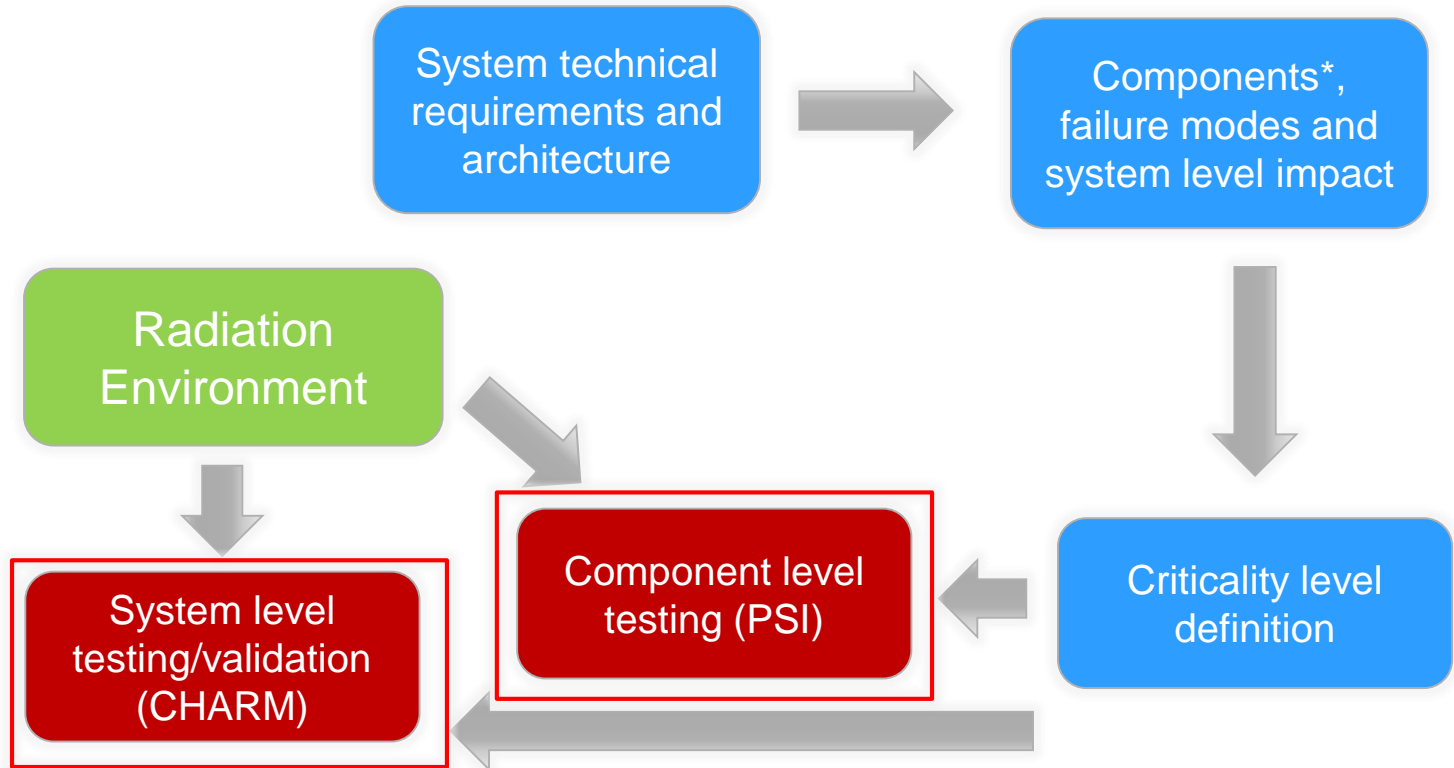 System technical
requirements and
architecture
Components*,
failure modes and
system level impact
Radiation
Environment
Component level
testing (PSI)
Criticality level
definition
System level
testing/validation
(CHARM)